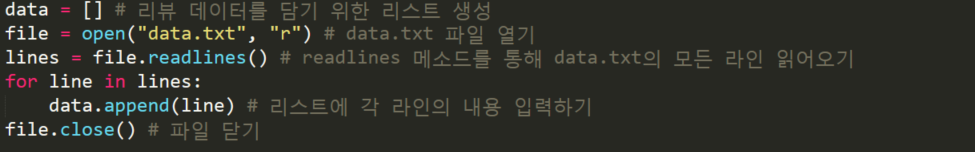 data = [] # 리뷰 데이터를 담기 위한 리스트 생성
file = open("data.txt", "r") # data.txt 파일 열기
lines = file.readlines() # readlines 메소드를 통해 data.txt의 모든 라인 읽어오기
for line in lines:
    data.append(line) # 리스트에 각 라인의 내용 입력하기
file.close() # 파일 닫기